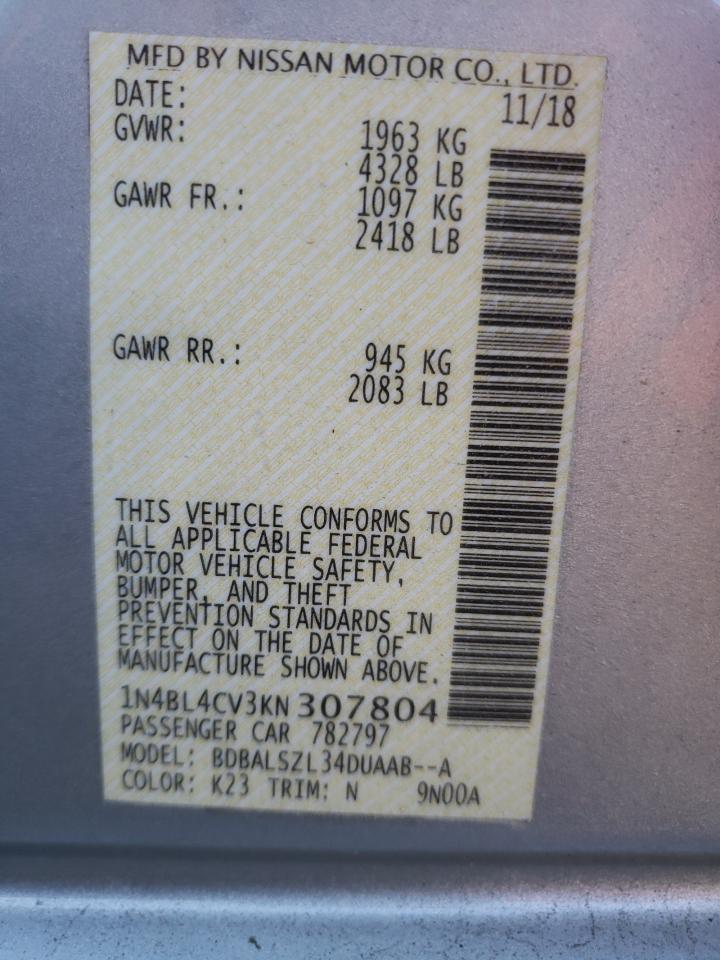 MFD BY NISSAN MOTOR CO., LTD.
DATE: 11/18
GVWR: 1963 KG
4328 LB
GAWR FR.: 1097 KG
2418 LB
GAWR RR.: 945 KG
2083 LB
THIS VEHICLE CONFORMS TO
ALL APPLICABLE FEDERAL
MOTOR VEHICLE SAFETY,
BUMPER, AND THEFT
PREVENTION STANDARDS IN
EFFECT ON THE DATE OF
MANUFACTURE SHOWN ABOVE.
1N4BL4CV3KN307804
PASSENGER CAR 782797
MODEL: BDBALSZL34DUAAB--A
COLOR: K23 TRIM: N 9N00A